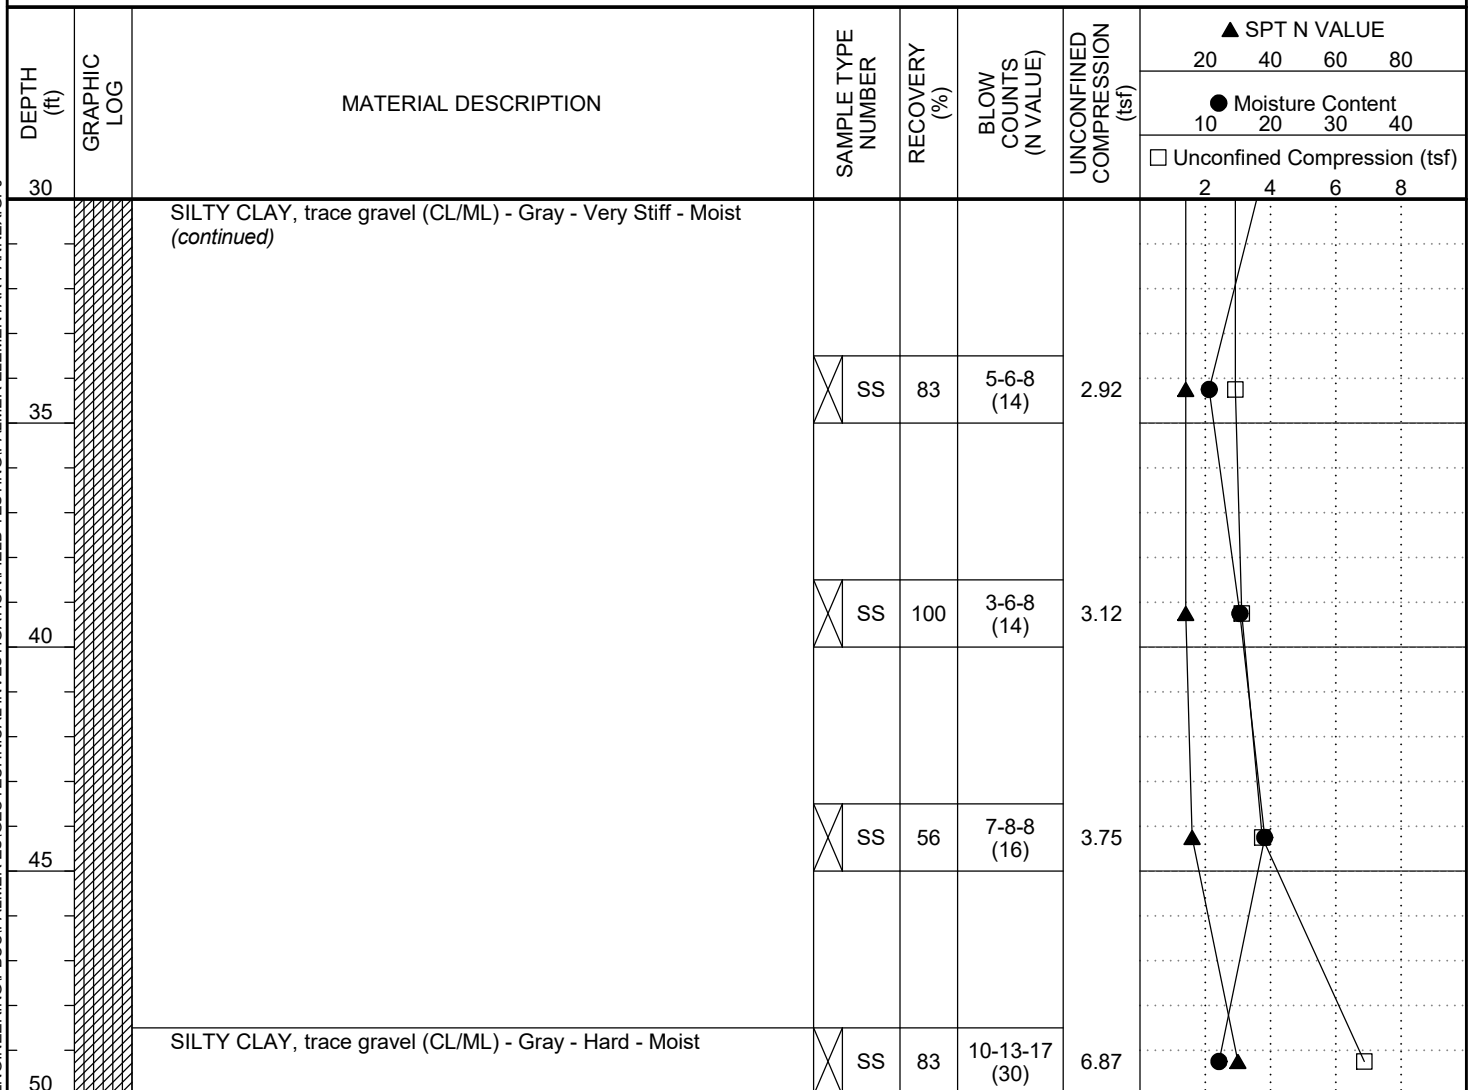 DEPTH
(ft)
GRAPHIC
LOG
MATERIAL DESCRIPTION
SAMPLE TYPE
NUMBER
RECOVERY
(%)
BLOW
COUNTS
(N VALUE)
UNCONFINED
COMPRESSION
(tsf)
▲ SPT N VALUE
20 40 60 80
● Moisture Content
10 20 30 40
□ Unconfined Compression (tsf)
2 4 6 8
30
SILTY CLAY, trace gravel (CL/ML) - Gray - Very Stiff - Moist
(continued)
SS 83 5-6-8
(14)
2.92
35
SS 100 3-6-8
(14)
3.12
40
SS 56 7-8-8
(16)
3.75
45
SILTY CLAY, trace gravel (CL/ML) - Gray - Hard - Moist
SS 83 10-13-17
(30)
6.87
50